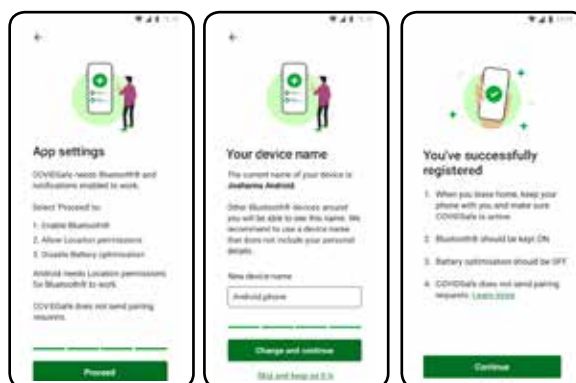 App settings
COVIDSafe needs Bluetooth® and
notifications enabled to work.
Select 'Proceed' to:
1. Enable Bluetooth®
2. Allow Location permissions
3. Disable Battery optimisation
Android needs Location permissions
for Bluetooth® to work.
COVIDSafe does not send pairing
requests.
Proceed
Your device name
The current name of your device is
Android.
Other Bluetooth® devices around
you will be able to see this name. We
recommend to use a device name
that does not include your personal
details.
New device name
Android phone
Change and continue
Skip and keep as it is
You've successfully
registered
1. When you leave home, keep your
phone with you and make sure
COVIDSafe is active
2. Bluetooth® should be kept ON
3. Battery optimisation should be OFF
4. COVIDSafe does not send pairing
requests. Learn more
Continue